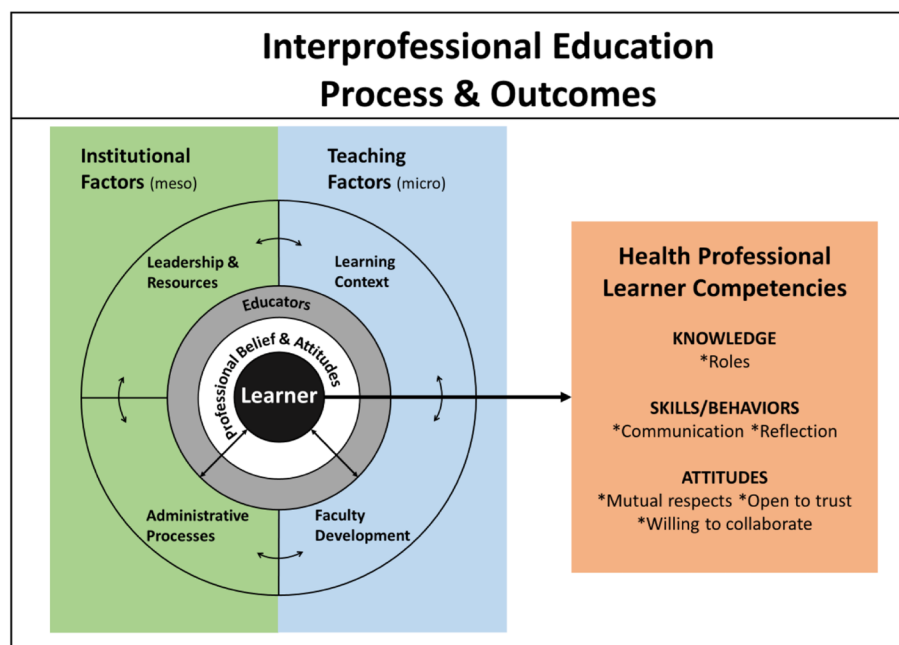 Interprofessional Education
Process & Outcomes
Institutional
Factors (meso)
Teaching
Factors (micro)
Leadership &
Resources
Learning
Context
Educators
Professional Belief & Attitudes
Learner
Administrative
Processes
Faculty
Development
Health Professional
Learner Competencies
KNOWLEDGE
*Roles
SKILLS/BEHAVIORS
*Communication *Reflection
ATTITUDES
*Mutual respects *Open to trust
*Willing to collaborate